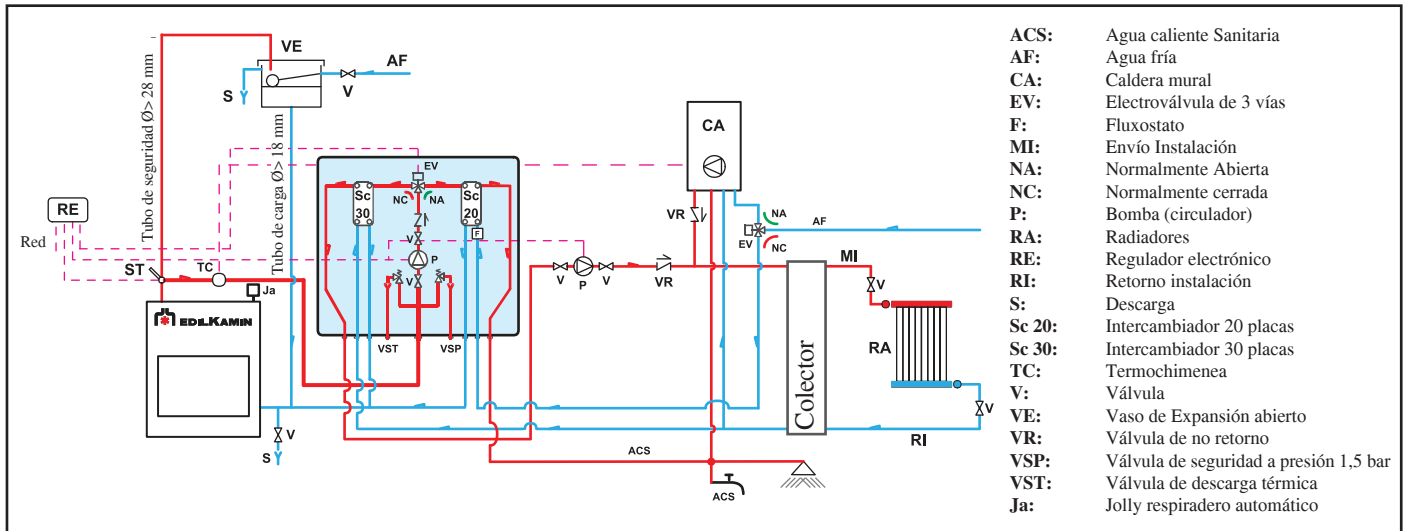 VE
AF
V
S
Tubo de seguridad Ø> 28 mm
Tubo de carga Ø> 18 mm
RE
Red
ST
TC
Ja
EDILKAMIN
V
S
EV
Sc 30
Sc 20
NC
NA
F
V
P
V
VST
VSP
CA
VR
NA
EV
NC
AF
V
P
V
VR
MI
V
Colector
RA
V
RI
ACS
ACS
ACS: Agua caliente Sanitaria
AF: Agua fría
CA: Caldera mural
EV: Electroválvula de 3 vías
F: Fluxostato
MI: Envío Instalación
NA: Normalmente Abierta
NC: Normalmente cerrada
P: Bomba (circulador)
RA: Radiadores
RE: Regulador electrónico
RI: Retorno instalación
S: Descarga
Sc 20: Intercambiador 20 placas
Sc 30: Intercambiador 30 placas
TC: Termochimenea
V: Válvula
VE: Vaso de Expansión abierto
VR: Válvula de no retorno
VSP: Válvula de seguridad a presión 1,5 bar
VST: Válvula de descarga térmica
Ja: Jolly respiradero automático